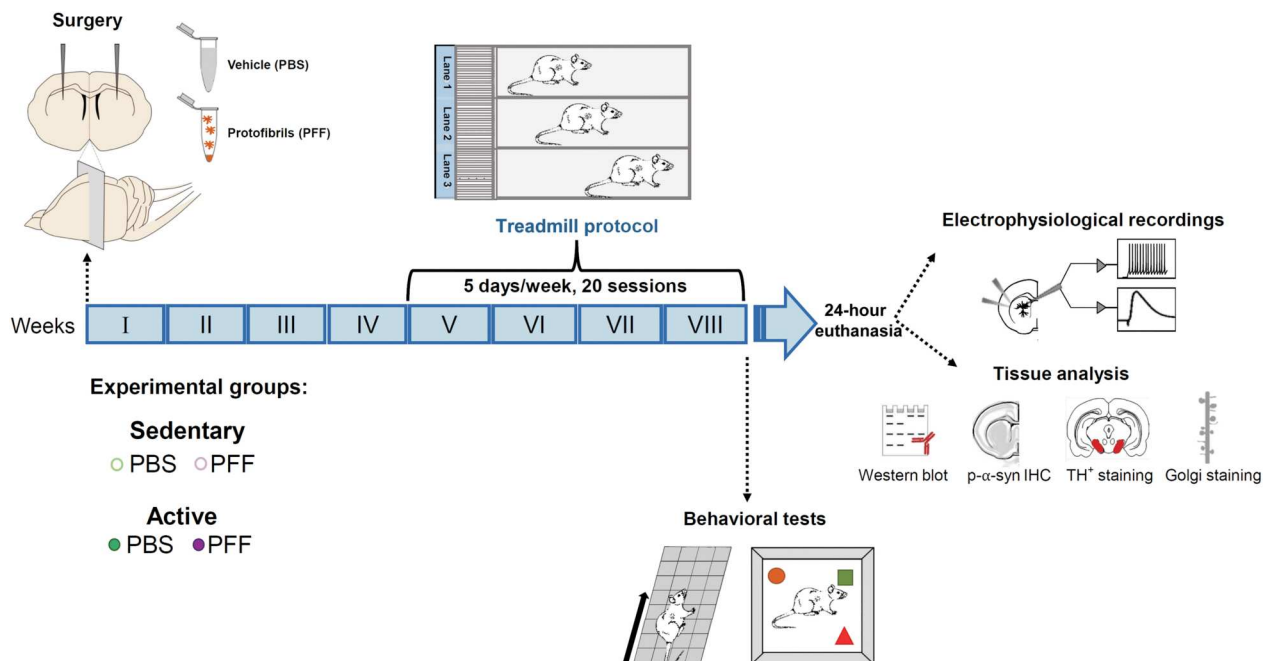 Surgery
Vehicle (PBS)
Protofibrils (PFF)
Lane 1
Lane 2
Lane 3
Treadmill protocol
5 days/week, 20 sessions
Weeks I II III IV V VI VII VIII
24-hour
euthanasia
Electrophysiological recordings
Tissue analysis
Western blot p-α-syn IHC TH⁺ staining Golgi staining
Experimental groups:
Sedentary
PBS PFF
Active
PBS PFF
Behavioral tests